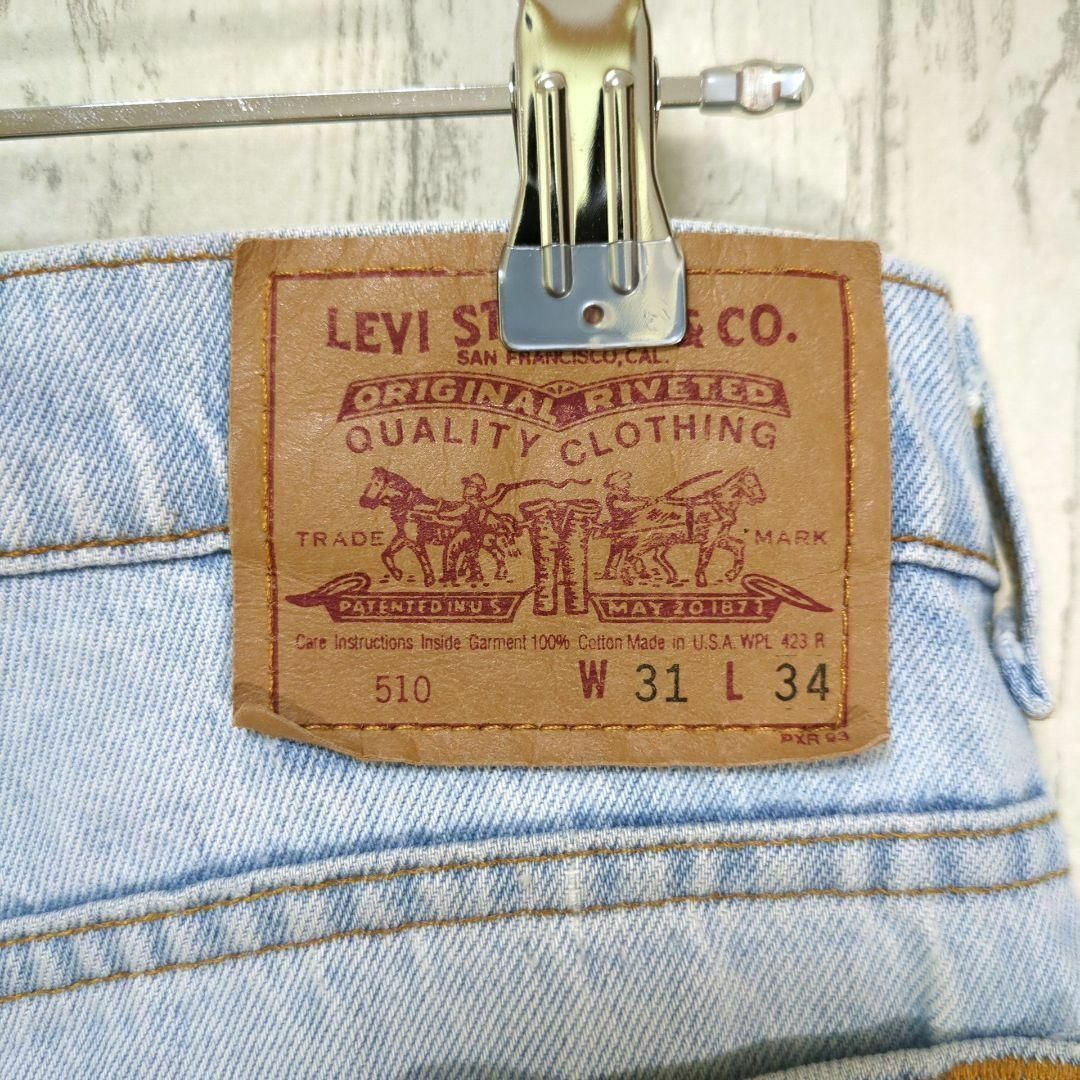 LEVI ST & CO.
SAN FRANCISCO, CAL.
ORIGINAL RIVETED
QUALITY CLOTHING
TRADE MARK
PATENTED IN U S MAY 20 1873
Care Instructions Inside Garment 100% Cotton Made in U.S.A. WPL 423 R
510 W 31 L 34
PXR 93